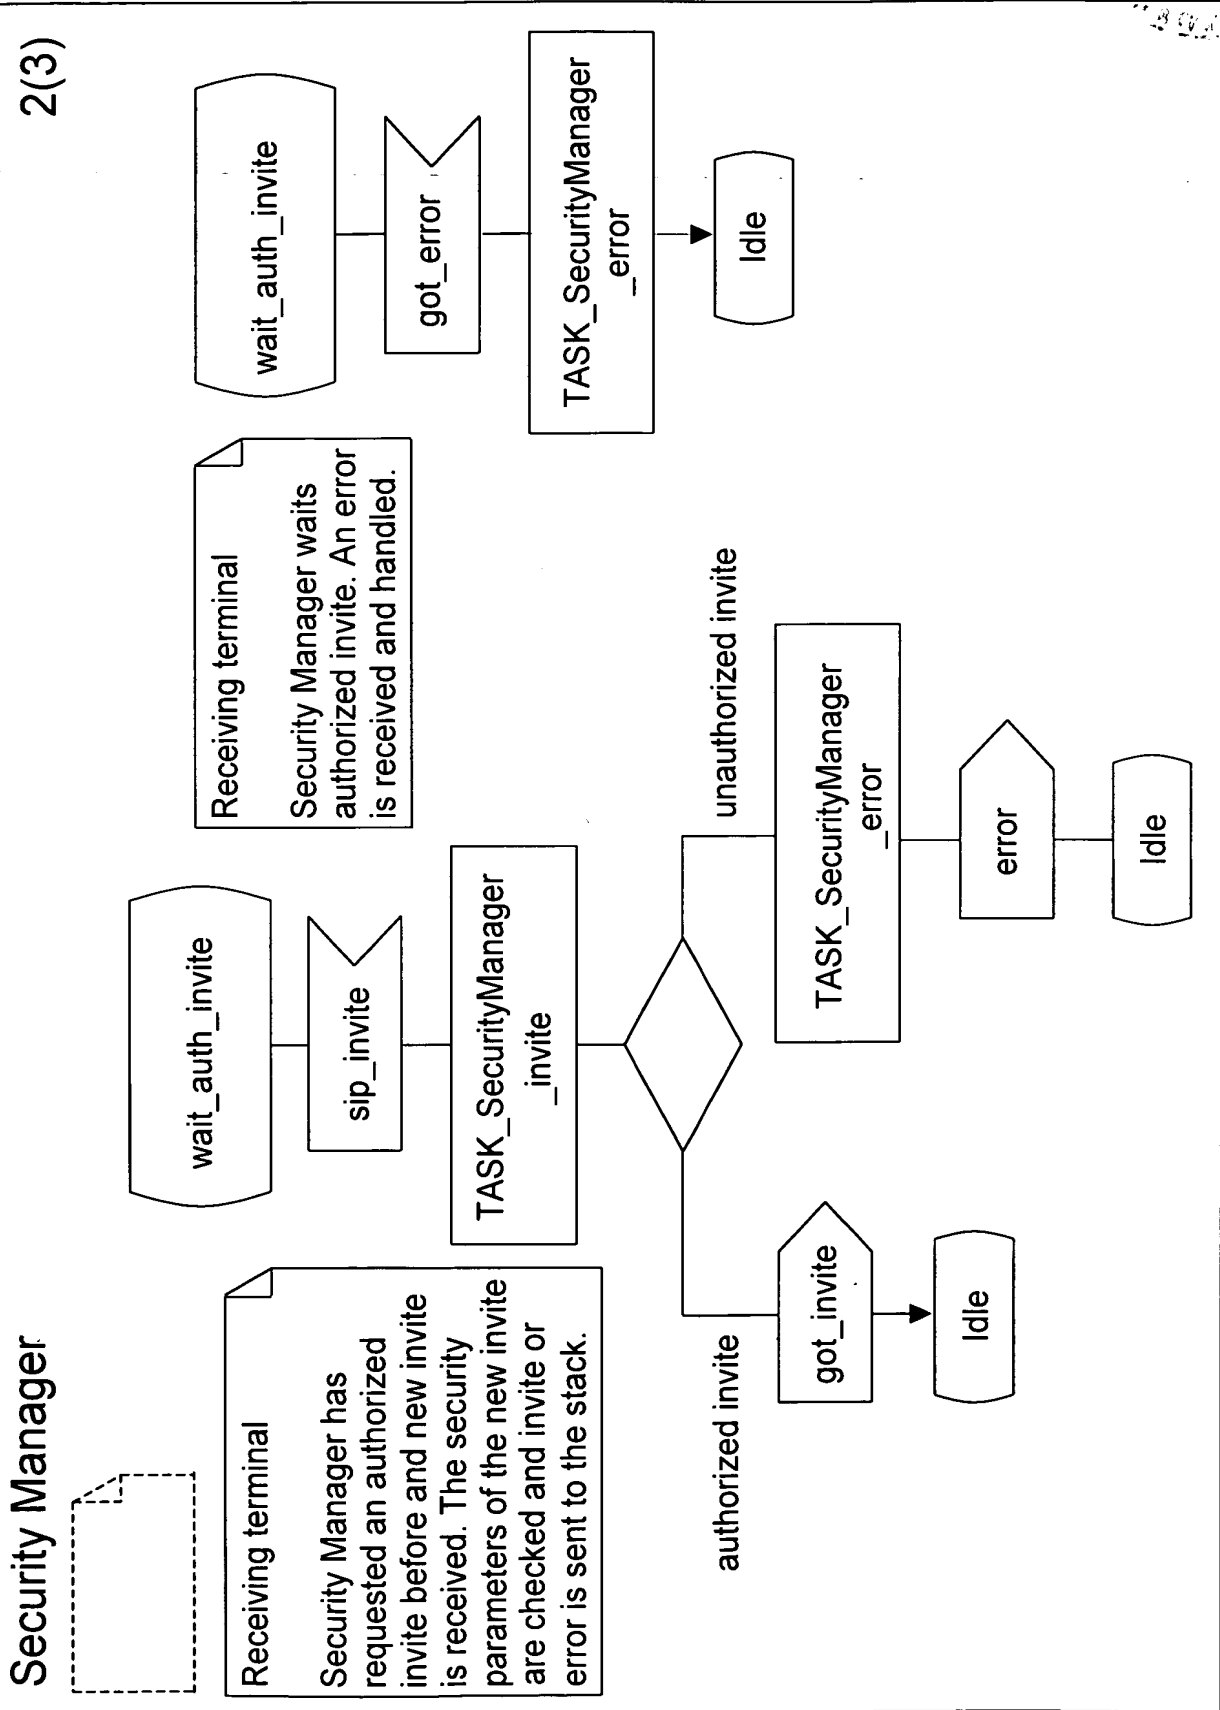 Security Manager
2(3)
Receiving terminal
Security Manager has
requested an authorized
invite before and new invite
is received. The security
parameters of the new invite
are checked and invite or
error is sent to the stack.
wait_auth_invite
sip_invite
TASK_SecurityManager
_invite
authorized invite
got_invite
Idle
unauthorized invite
TASK_SecurityManager
_error
error
Idle
Receiving terminal
Security Manager waits
authorized invite. An error
is received and handled.
wait_auth_invite
got_error
TASK_SecurityManager
_error
Idle